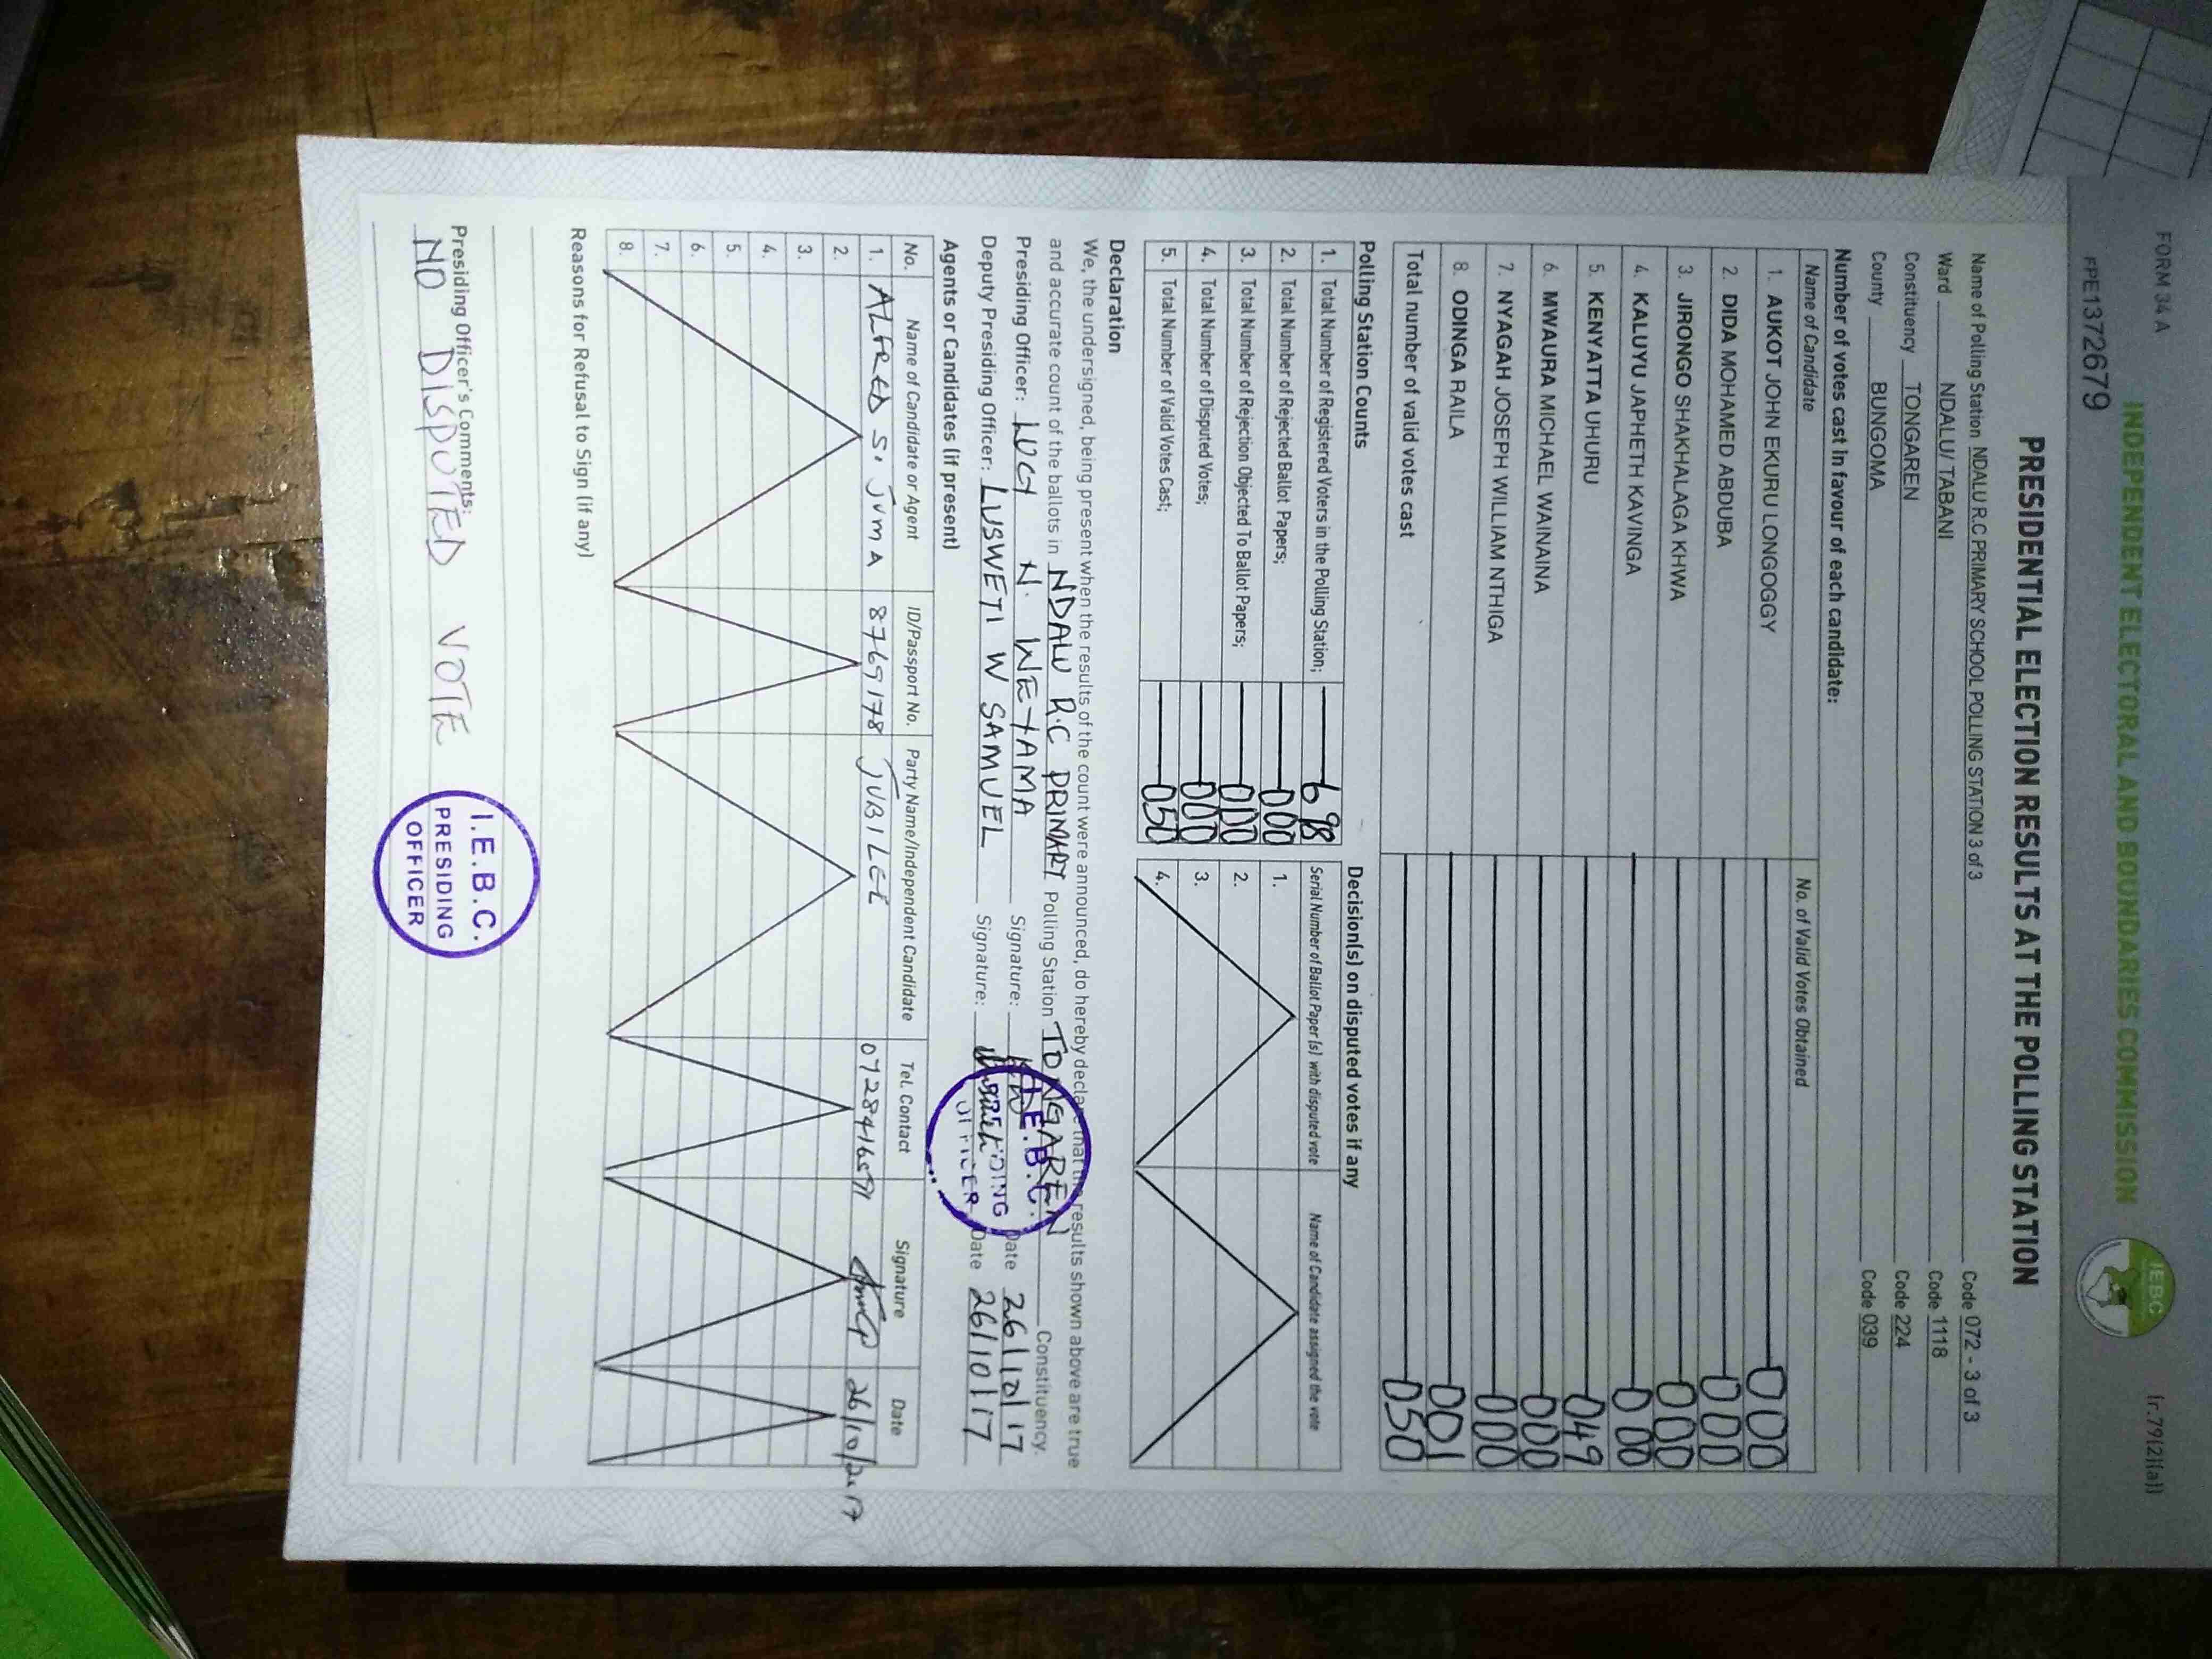 FORM 34 A
(r.79(2)(a))
INDEPENDENT ELECTORAL AND BOUNDARIES COMMISSION
IEBC
FPE1372679
PRESIDENTIAL ELECTION RESULTS AT THE POLLING STATION
Name of Polling Station NDALU R.C PRIMARY SCHOOL POLLING STATION 3 of 3 Code 072 - 3 of 3
Ward NDALU/ TABANI Code 1118
Constituency TONGAREN Code 224
County BUNGOMA Code 039
Number of votes cast in favour of each candidate:
Name of Candidate No. of Valid Votes Obtained
1. AUKOT JOHN EKURU LONGOGGY 000
2. DIDA MOHAMED ABDUBA 000
3. JIRONGO SHAKHALAGA KHWA 000
4. KALUYU JAPHETH KAVINGA 000
5. KENYATTA UHURU 049
6. MWAURA MICHAEL WAINAINA 000
7. NYAGAH JOSEPH WILLIAM NTHIGA 000
8. ODINGA RAILA 001
Total number of valid votes cast 050
Polling Station Counts
1. Total Number of Registered Voters in the Polling Station; 698
2. Total Number of Rejected Ballot Papers; 000
3. Total Number of Rejection Objected To Ballot Papers; 000
4. Total Number of Disputed Votes; 000
5. Total Number of Valid Votes Cast; 050
Decision(s) on disputed votes if any
Serial Number of Ballot Paper (s) with disputed vote Name of Candidate assigned the vote
1.
2.
3.
4.
Declaration
We, the undersigned, being present when the results of the count were announced, do hereby declare that the results shown above are true
and accurate count of the ballots in NDALU R.C PRIMARY Polling Station TONGAREN Constituency.
Presiding Officer: LUCY N. WEYAMA Signature: Date 26/10/17
Deputy Presiding Officer: LUSWETI W SAMUEL Signature: Date 26/10/17
I.E.B.C.
PRESIDING
OFFICER
Agents or Candidates (if present)
No. Name of Candidate or Agent ID/Passport No. Party Name/Independent Candidate Tel. Contact Signature Date
1. ALFRED S. JUMA 8769178 JUBILEE 0728416591 26/10/2017
2.
3.
4.
5.
6.
7.
8.
Reasons for Refusal to Sign (if any)
Presiding Officer's Comments:
NO DISPUTED VOTE
I.E.B.C.
PRESIDING
OFFICER